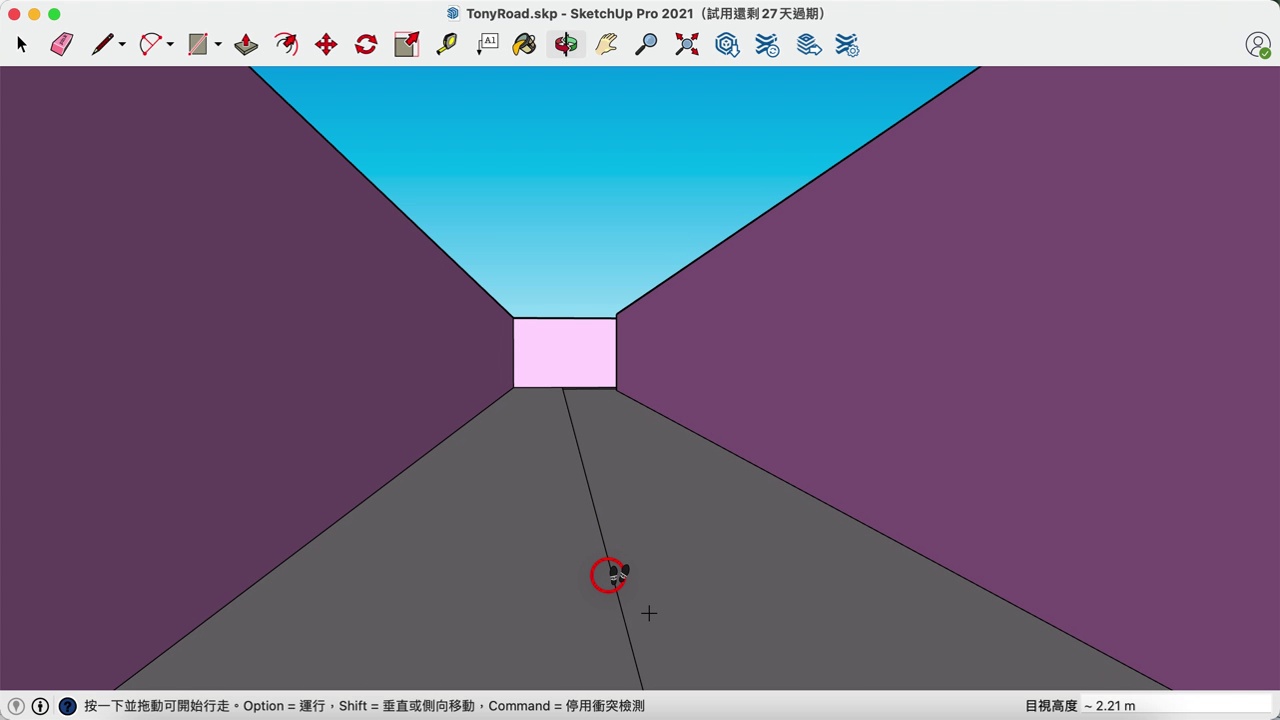 TonyRoad.skp - SketchUp Pro 2021（試用還剩 27 天過期）
A1
按一下並拖動可開始行走。Option = 運行，Shift = 垂直或側向移動，Command = 停用衝突檢測
目視高度 ~ 2.21 m